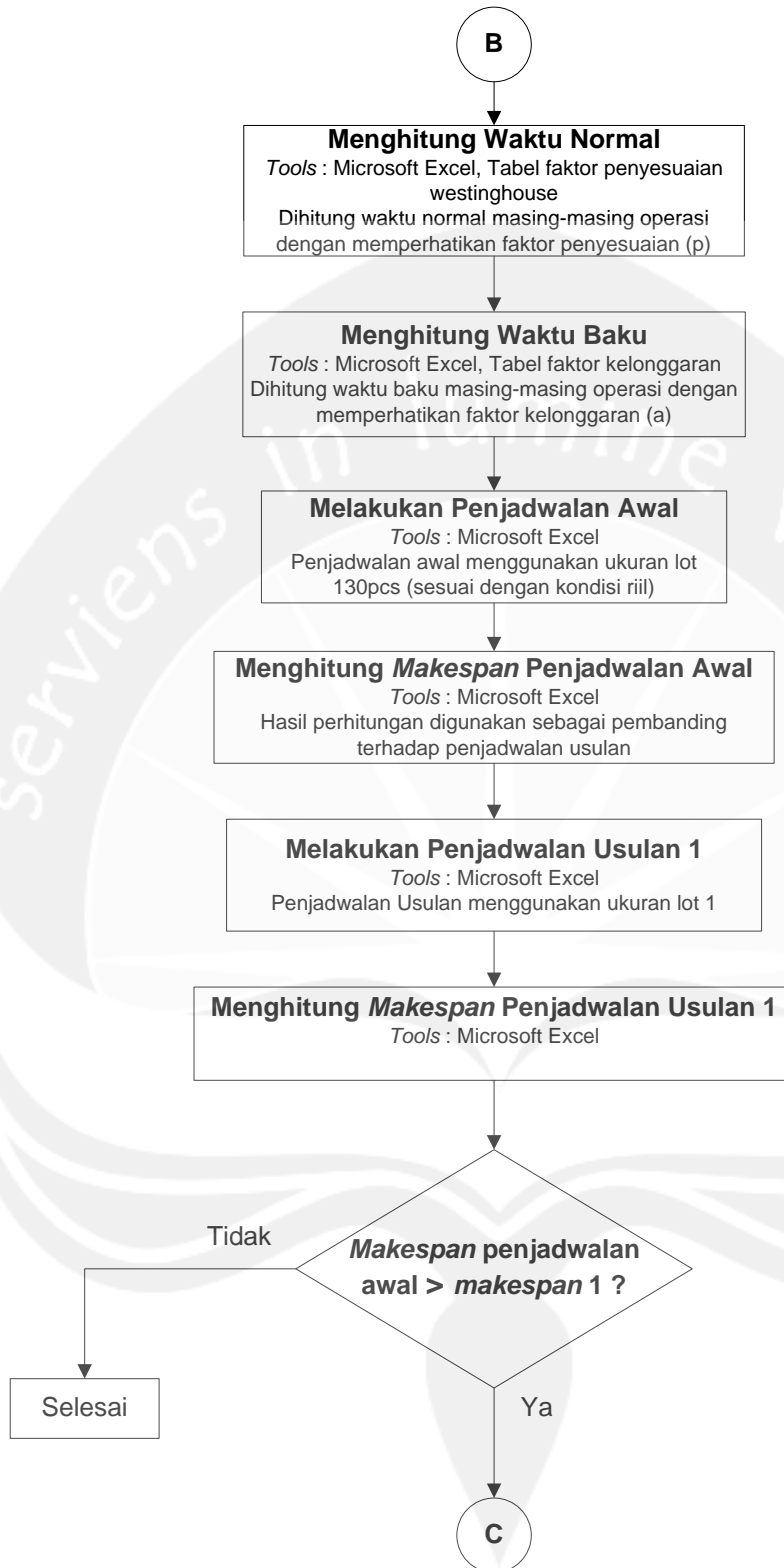 B
Menghitung Waktu Normal
Tools : Microsoft Excel, Tabel faktor penyesuaian
westinghouse
Dihitung waktu normal masing-masing operasi
dengan memperhatikan faktor penyesuaian (p)
Menghitung Waktu Baku
Tools : Microsoft Excel, Tabel faktor kelonggaran
Dihitung waktu baku masing-masing operasi dengan
memperhatikan faktor kelonggaran (a)
Melakukan Penjadwalan Awal
Tools : Microsoft Excel
Penjadwalan awal menggunakan ukuran lot
130pcs (sesuai dengan kondisi riil)
Menghitung Makespan Penjadwalan Awal
Tools : Microsoft Excel
Hasil perhitungan digunakan sebagai pembanding
terhadap penjadwalan usulan
Melakukan Penjadwalan Usulan 1
Tools : Microsoft Excel
Penjadwalan Usulan menggunakan ukuran lot 1
Menghitung Makespan Penjadwalan Usulan 1
Tools : Microsoft Excel
Makespan penjadwalan
awal > makespan 1 ?
Tidak
Selesai
Ya
C
serviens in lumine